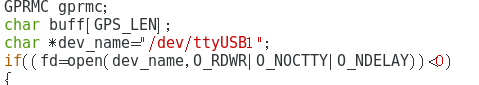 GPRMC gprmc;
char buff[GPS_LEN];
char *dev_name="/dev/ttyUSB1";
if((fd=open(dev_name,O_RDWR|O_NOCTTY|O_NDELAY))<0)
{